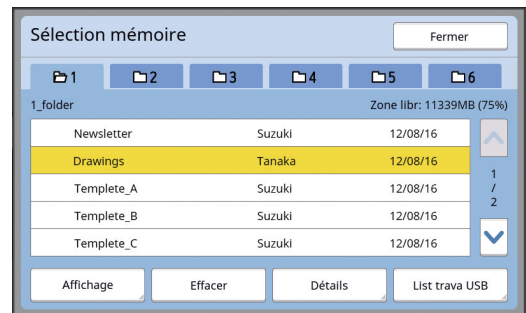 Sélection mémoire Fermer
1 2 3 4 5 6
1_folder Zone libr: 11339MB (75%)
Newsletter Suzuki 12/08/16
Drawings Tanaka 12/08/16
Templete_A Suzuki 12/08/16
Templete_B Suzuki 12/08/16
Templete_C Suzuki 12/08/16
1
/
2
Affichage Effacer Détails List trava USB